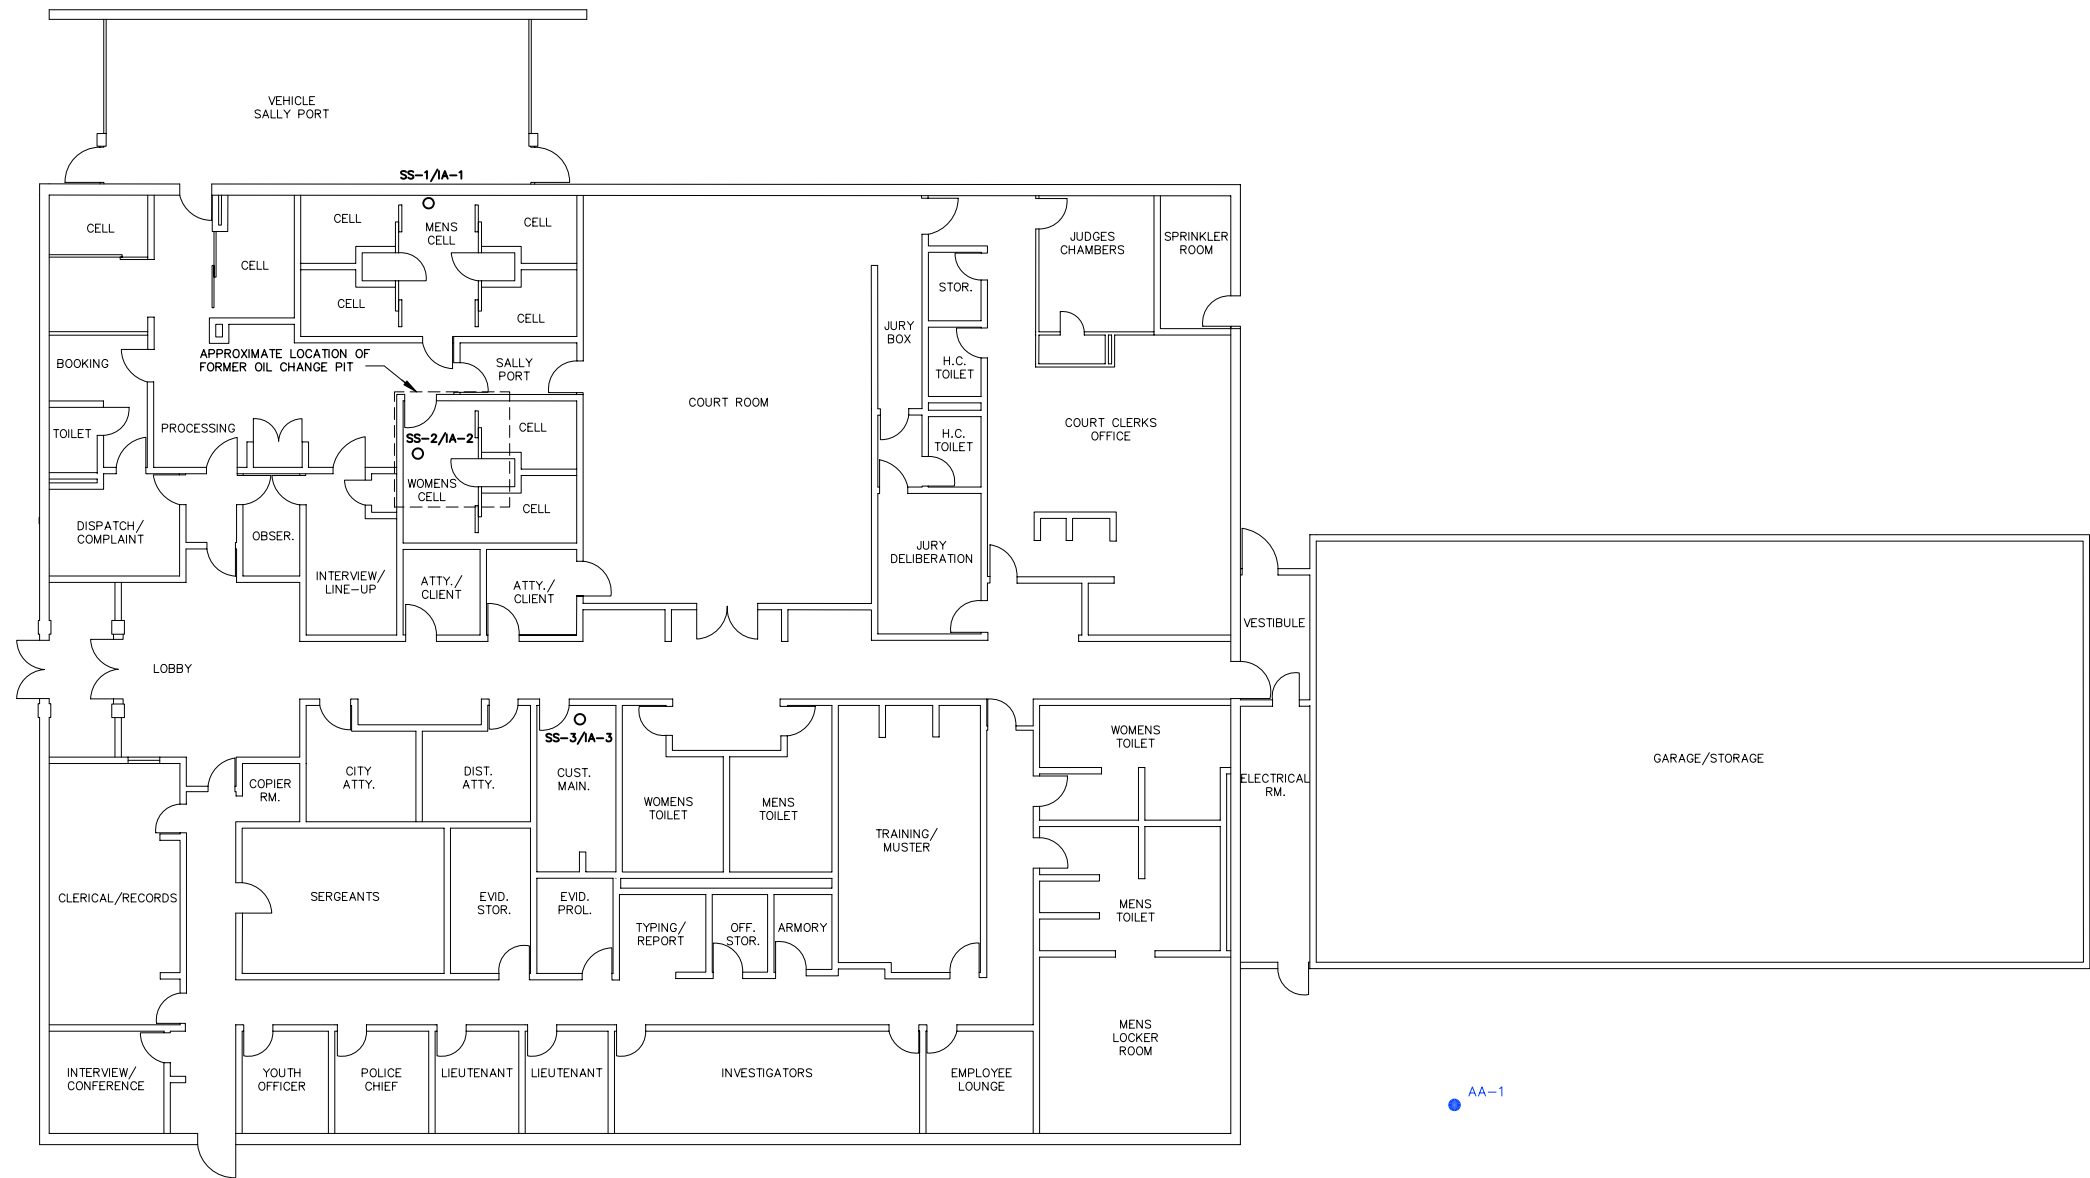 VEHICLE
SALLY PORT
SS-1/IA-1
CELL
CELL
CELL
MENS
CELL
CELL
CELL
CELL
JUDGES
CHAMBERS
SPRINKLER
ROOM
STOR.
JURY
BOX
APPROXIMATE LOCATION OF
FORMER OIL CHANGE PIT
BOOKING
SALLY
PORT
H.C.
TOILET
COURT ROOM
TOILET
PROCESSING
SS-2/IA-2
CELL
H.C.
TOILET
COURT CLERKS
OFFICE
WOMENS
CELL
CELL
DISPATCH/
COMPLAINT
OBSER.
JURY
DELIBERATION
INTERVIEW/
LINE-UP
ATTY./
CLIENT
ATTY./
CLIENT
VESTIBULE
LOBBY
SS-3/IA-3
WOMENS
TOILET
GARAGE/STORAGE
COPIER
RM.
CITY
ATTY.
DIST.
ATTY.
CUST.
MAIN.
ELECTRICAL
RM.
WOMENS
TOILET
MENS
TOILET
TRAINING/
MUSTER
CLERICAL/RECORDS
SERGEANTS
EVID.
STOR.
EVID.
PROL.
TYPING/
REPORT
OFF.
STOR.
ARMORY
MENS
TOILET
MENS
LOCKER
ROOM
INTERVIEW/
CONFERENCE
YOUTH
OFFICER
POLICE
CHIEF
LIEUTENANT
LIEUTENANT
INVESTIGATORS
EMPLOYEE
LOUNGE
AA-1